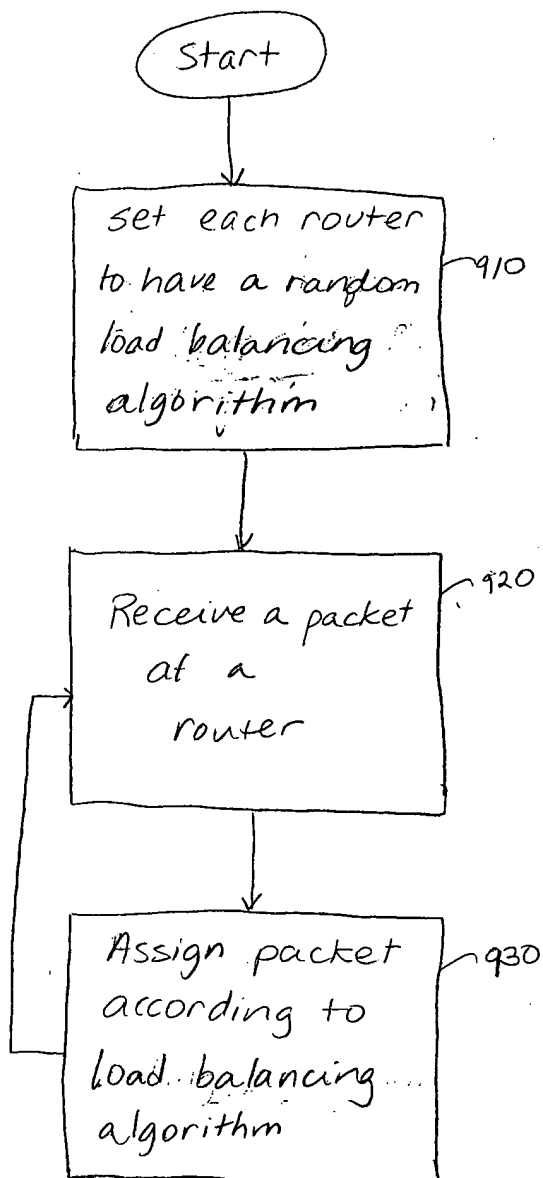 Start
set each router
to have a random
load balancing
algorithm
910
Receive a packet
at a
router
920
Assign packet
according to
load balancing
algorithm
930